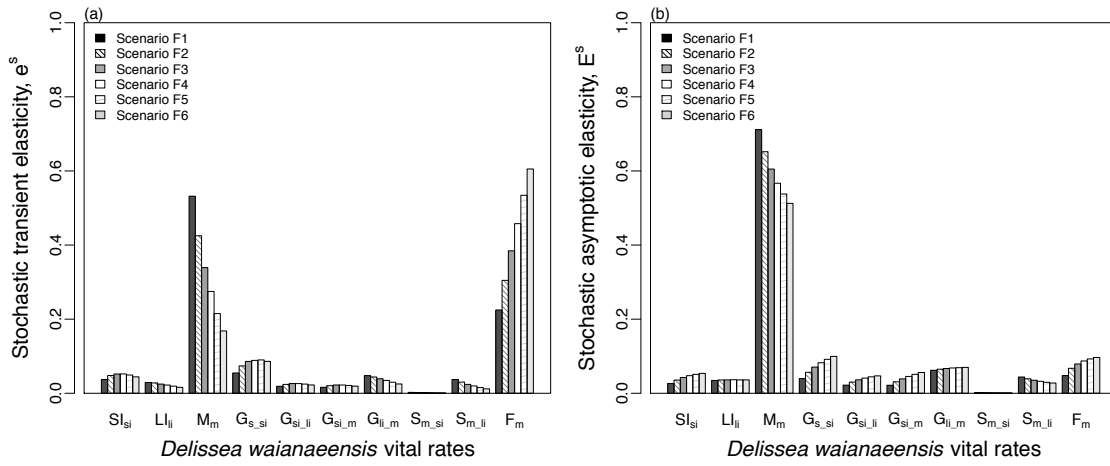 (a)
Stochastic transient elasticity, eˢ
1.0
0.8
0.6
0.4
0.2
0.0
Scenario F1
Scenario F2
Scenario F3
Scenario F4
Scenario F5
Scenario F6
SI_si LI_li M_m G_s_si G_si_li G_si_m G_li_m S_m_si S_m_li F_m
Delissea waianaeensis vital rates
(b)
Stochastic asymptotic elasticity, Eˢ
1.0
0.8
0.6
0.4
0.2
0.0
Scenario F1
Scenario F2
Scenario F3
Scenario F4
Scenario F5
Scenario F6
SI_si LI_li M_m G_s_si G_si_li G_si_m G_li_m S_m_si S_m_li F_m
Delissea waianaeensis vital rates